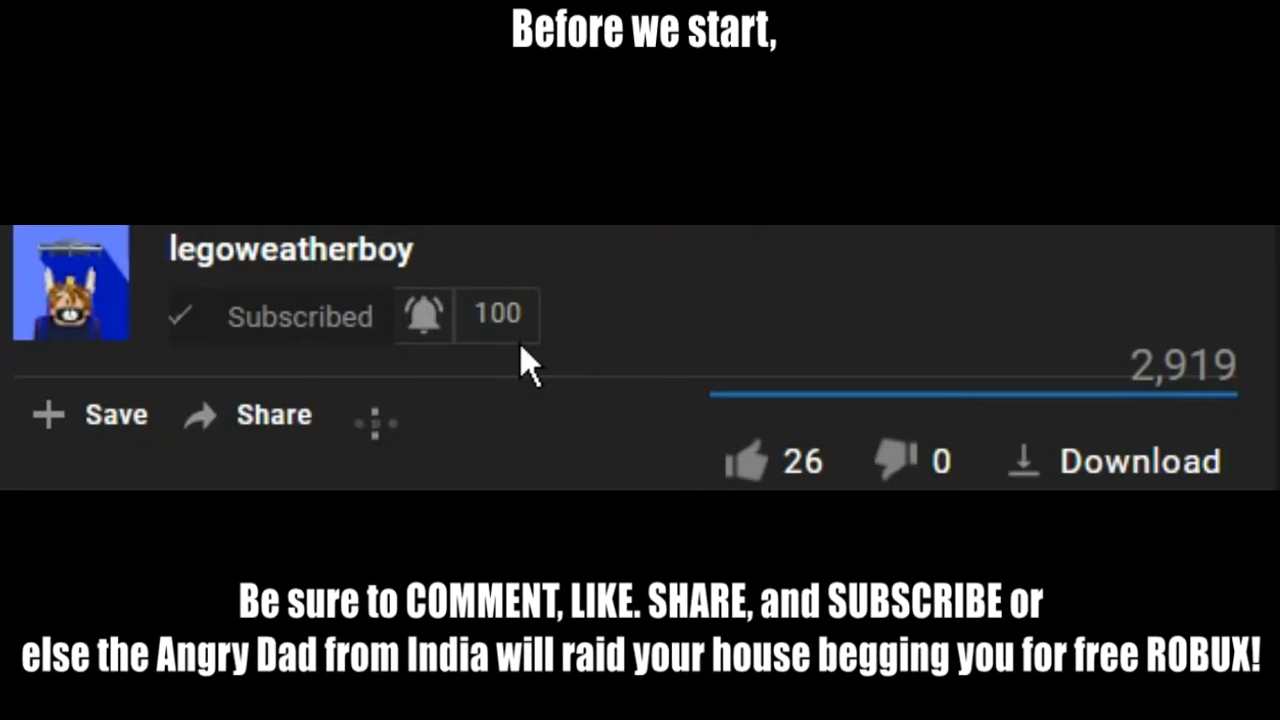 Before we start,
legoweatherboy
Subscribed 100
2,919
Save Share
26 0 Download
Be sure to COMMENT, LIKE. SHARE, and SUBSCRIBE or
else the Angry Dad from India will raid your house begging you for free ROBUX!